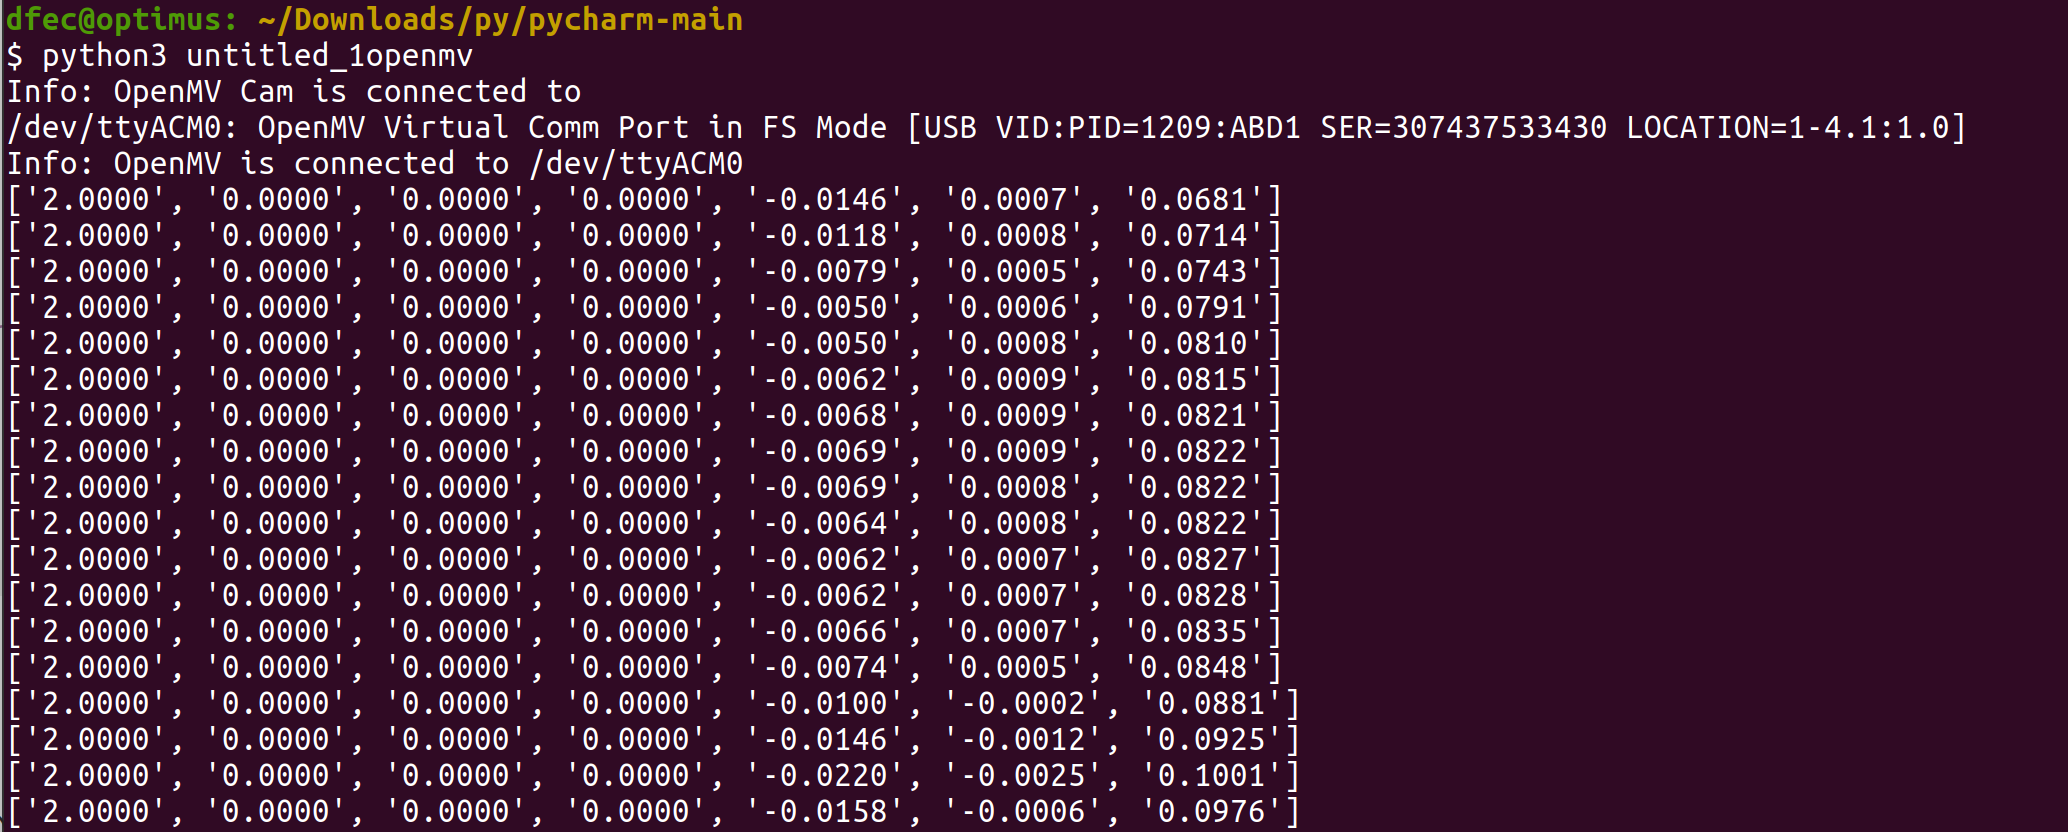 dfec@optimus: ~/Downloads/py/pycharm-main
$ python3 untitled_1openmv
Info: OpenMV Cam is connected to
/dev/ttyACM0: OpenMV Virtual Comm Port in FS Mode [USB VID:PID=1209:ABD1 SER=307437533430 LOCATION=1-4.1:1.0]
Info: OpenMV is connected to /dev/ttyACM0
['2.0000', '0.0000', '0.0000', '0.0000', '-0.0146', '0.0007', '0.0681']
['2.0000', '0.0000', '0.0000', '0.0000', '-0.0118', '0.0008', '0.0714']
['2.0000', '0.0000', '0.0000', '0.0000', '-0.0079', '0.0005', '0.0743']
['2.0000', '0.0000', '0.0000', '0.0000', '-0.0050', '0.0006', '0.0791']
['2.0000', '0.0000', '0.0000', '0.0000', '-0.0050', '0.0008', '0.0810']
['2.0000', '0.0000', '0.0000', '0.0000', '-0.0062', '0.0009', '0.0815']
['2.0000', '0.0000', '0.0000', '0.0000', '-0.0068', '0.0009', '0.0821']
['2.0000', '0.0000', '0.0000', '0.0000', '-0.0069', '0.0009', '0.0822']
['2.0000', '0.0000', '0.0000', '0.0000', '-0.0069', '0.0008', '0.0822']
['2.0000', '0.0000', '0.0000', '0.0000', '-0.0064', '0.0008', '0.0822']
['2.0000', '0.0000', '0.0000', '0.0000', '-0.0062', '0.0007', '0.0827']
['2.0000', '0.0000', '0.0000', '0.0000', '-0.0062', '0.0007', '0.0828']
['2.0000', '0.0000', '0.0000', '0.0000', '-0.0066', '0.0007', '0.0835']
['2.0000', '0.0000', '0.0000', '0.0000', '-0.0074', '0.0005', '0.0848']
['2.0000', '0.0000', '0.0000', '0.0000', '-0.0100', '-0.0002', '0.0881']
['2.0000', '0.0000', '0.0000', '0.0000', '-0.0146', '-0.0012', '0.0925']
['2.0000', '0.0000', '0.0000', '0.0000', '-0.0220', '-0.0025', '0.1001']
['2.0000', '0.0000', '0.0000', '0.0000', '-0.0158', '-0.0006', '0.0976']